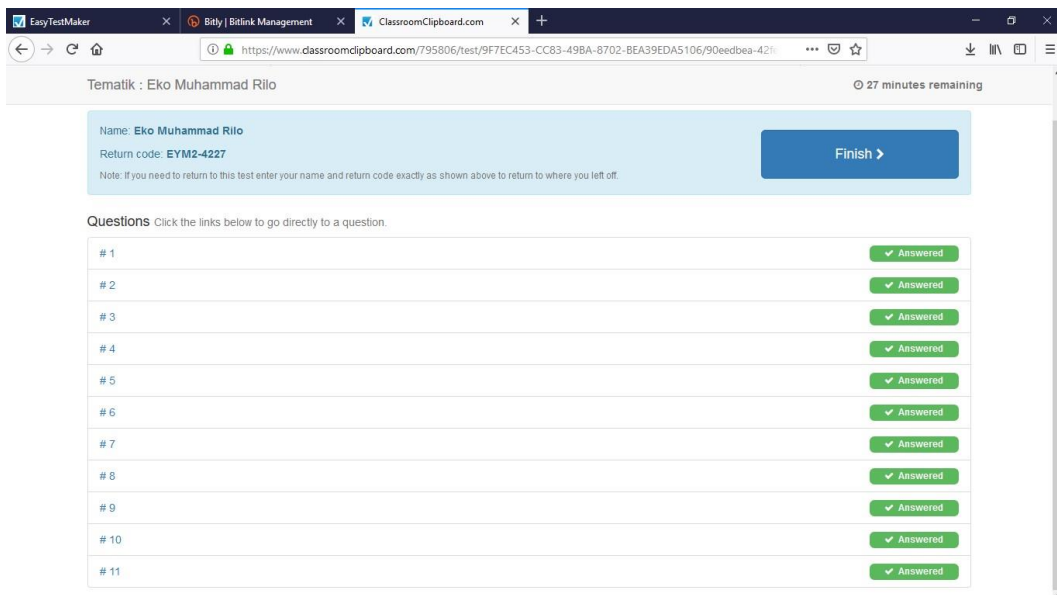 EasyTestMaker
Bitly | Bitlink Management
ClassroomClipboard.com
https://www.classroomclipboard.com/795806/test/9F7EC453-CC83-49BA-8702-BEA39EDA5106/90eedbea-42f
Tematik : Eko Muhammad Rilo
27 minutes remaining
Name: Eko Muhammad Rilo
Return code: EYM2-4227
Note: If you need to return to this test enter your name and return code exactly as shown above to return to where you left off.
Finish
Questions Click the links below to go directly to a question.
# 1 Answered
# 2 Answered
# 3 Answered
# 4 Answered
# 5 Answered
# 6 Answered
# 7 Answered
# 8 Answered
# 9 Answered
# 10 Answered
# 11 Answered